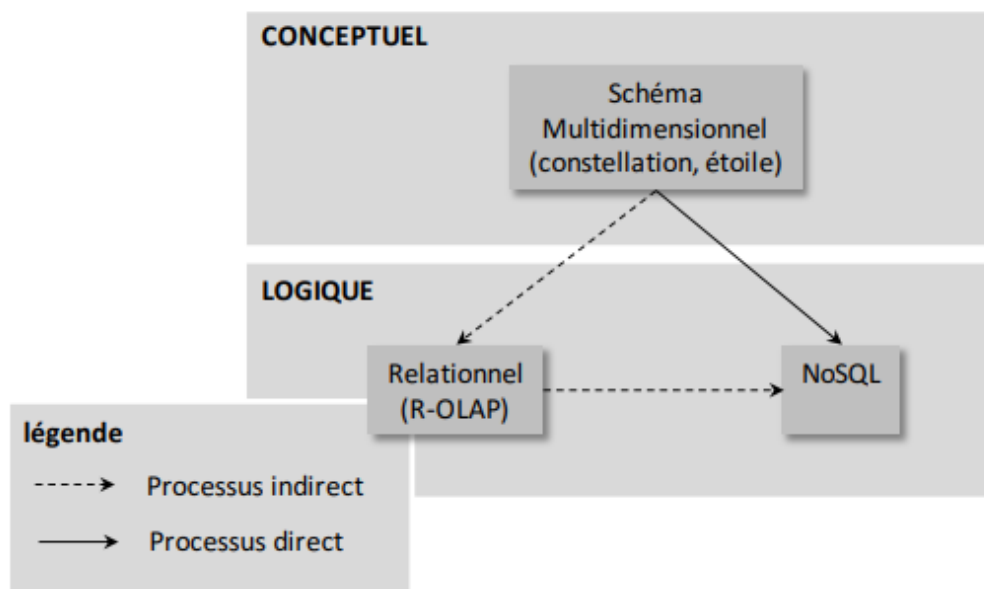 CONCEPTUEL
Schéma
Multidimensionnel
(constellation, étoile)
LOGIQUE
Relationnel
(R-OLAP)
NoSQL
légende
Processus indirect
Processus direct